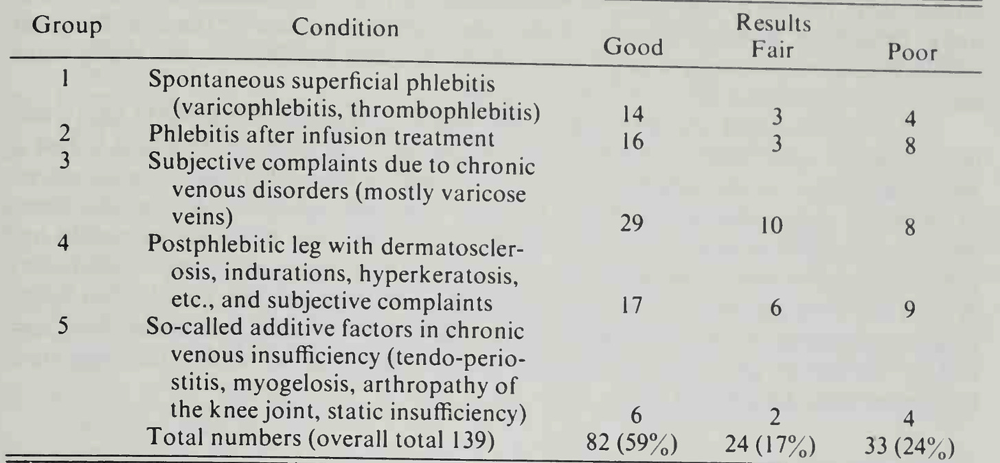 Group Condition Results
Good Fair Poor
1 Spontaneous superficial phlebitis
(varicophlebitis, thrombophlebitis) 14 3 4
2 Phlebitis after infusion treatment 16 3 8
3 Subjective complaints due to chronic
venous disorders (mostly varicose
veins) 29 10 8
4 Postphlebitic leg with dermatoscler-
osis, indurations, hyperkeratosis,
etc., and subjective complaints 17 6 9
5 So-called additive factors in chronic
venous insufficiency (tendo-perio-
stitis, myogelosis, arthropathy of
the knee joint, static insufficiency) 6 2 4
Total numbers (overall total 139) 82 (59%) 24 (17%) 33 (24%)